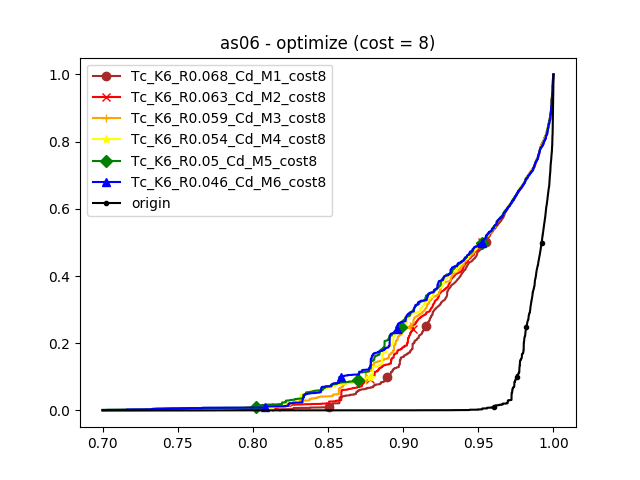 as06 - optimize (cost = 8)
1.0
0.8
0.6
0.4
0.2
0.0
Tc_K6_R0.068_Cd_M1_cost8
Tc_K6_R0.063_Cd_M2_cost8
Tc_K6_R0.059_Cd_M3_cost8
Tc_K6_R0.054_Cd_M4_cost8
Tc_K6_R0.05_Cd_M5_cost8
Tc_K6_R0.046_Cd_M6_cost8
origin
0.70 0.75 0.80 0.85 0.90 0.95 1.00